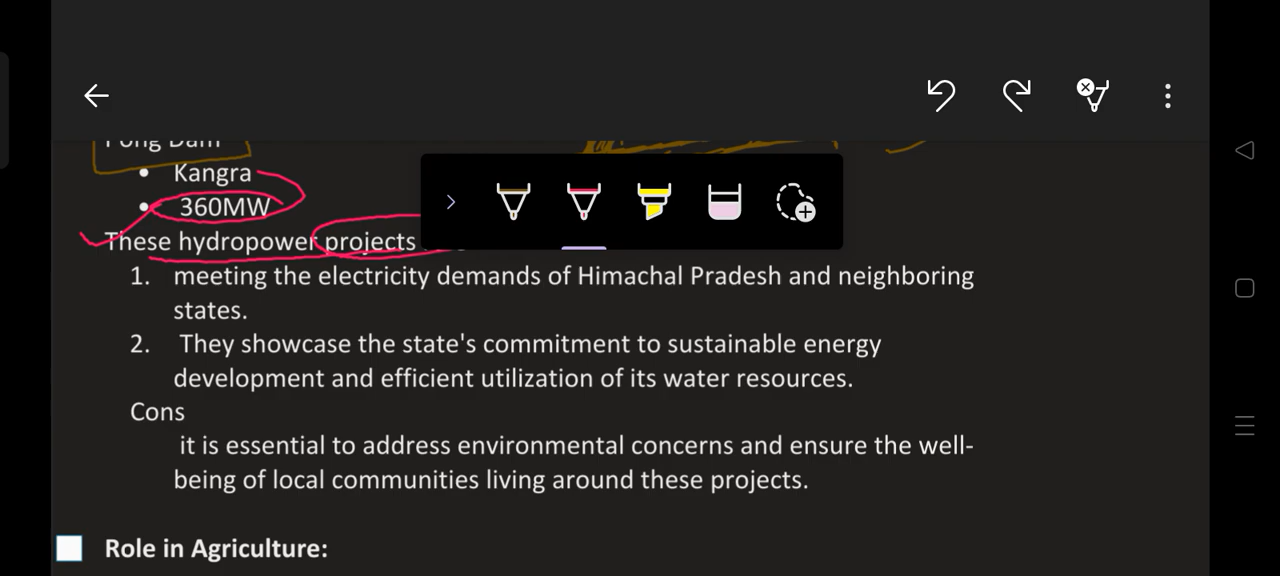 Pong Dam
• Kangra
• 360MW
These hydropower projects
1. meeting the electricity demands of Himachal Pradesh and neighboring
states.
2. They showcase the state's commitment to sustainable energy
development and efficient utilization of its water resources.
Cons
it is essential to address environmental concerns and ensure the well-
being of local communities living around these projects.
Role in Agriculture: